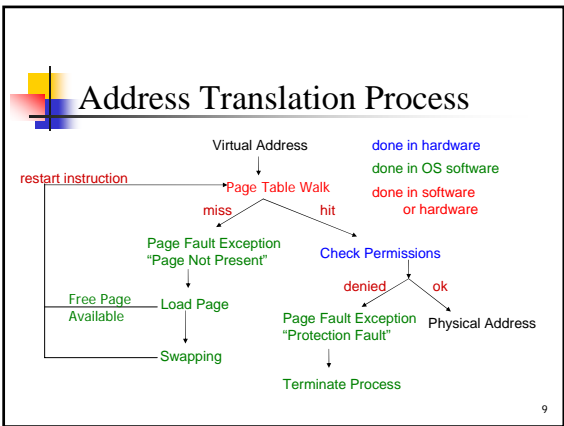 Address Translation Process
Virtual Address
done in hardware
done in OS software
done in software
or hardware
restart instruction
Page Table Walk
miss
hit
Page Fault Exception
“Page Not Present”
Check Permissions
denied
ok
Free Page
Available
Load Page
Page Fault Exception
“Protection Fault”
Physical Address
Swapping
Terminate Process
9